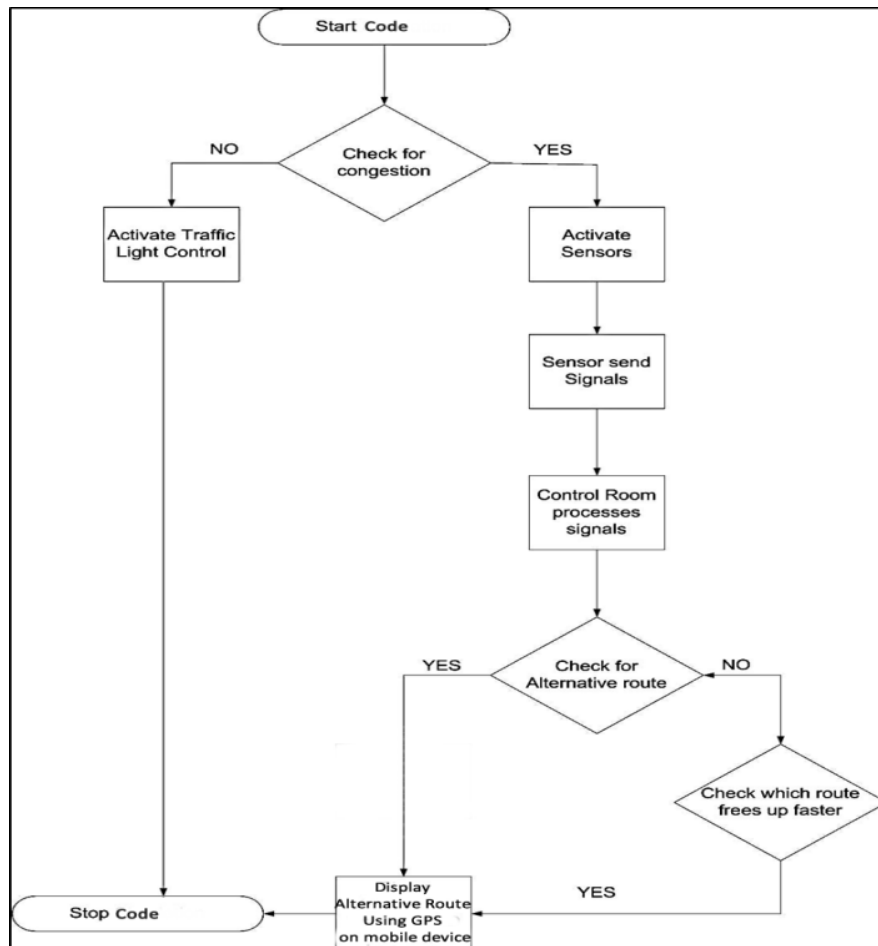 Start Code
NO
Check for
congestion
YES
Activate Traffic
Light Control
Activate
Sensors
Sensor send
Signals
Control Room
processes
signals
YES
Check for
Alternative route
NO
Check which route
frees up faster
YES
Display
Alternative Route
Using GPS
on mobile device
Stop Code